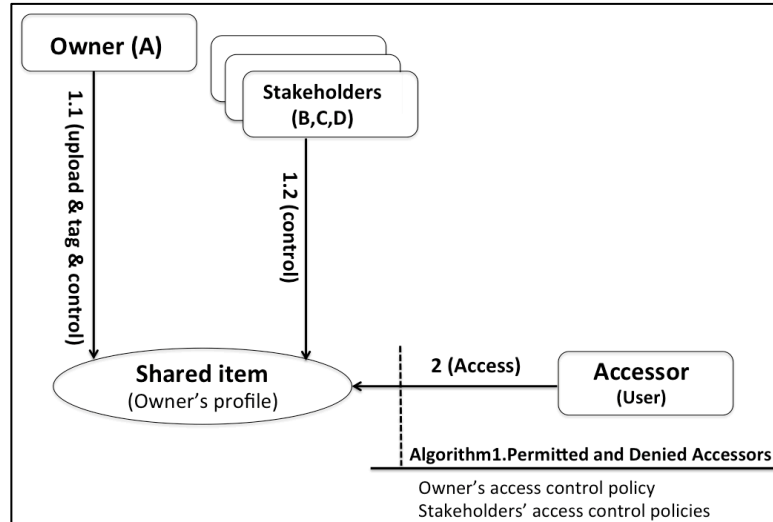 Owner (A)
Stakeholders
(B,C,D)
1.1 (upload & tag & control)
1.2 (control)
Shared item
(Owner's profile)
2 (Access)
Accessor
(User)
Algorithm1.Permitted and Denied Accessors
Owner's access control policy
Stakeholders' access control policies